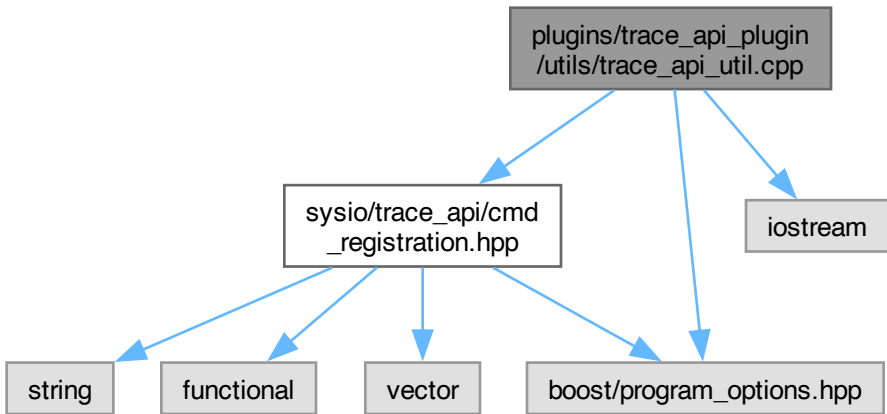 plugins/trace_api_plugin
/utils/trace_api_util.cpp
sysio/trace_api/cmd
_registration.hpp
iostream
string
functional
vector
boost/program_options.hpp